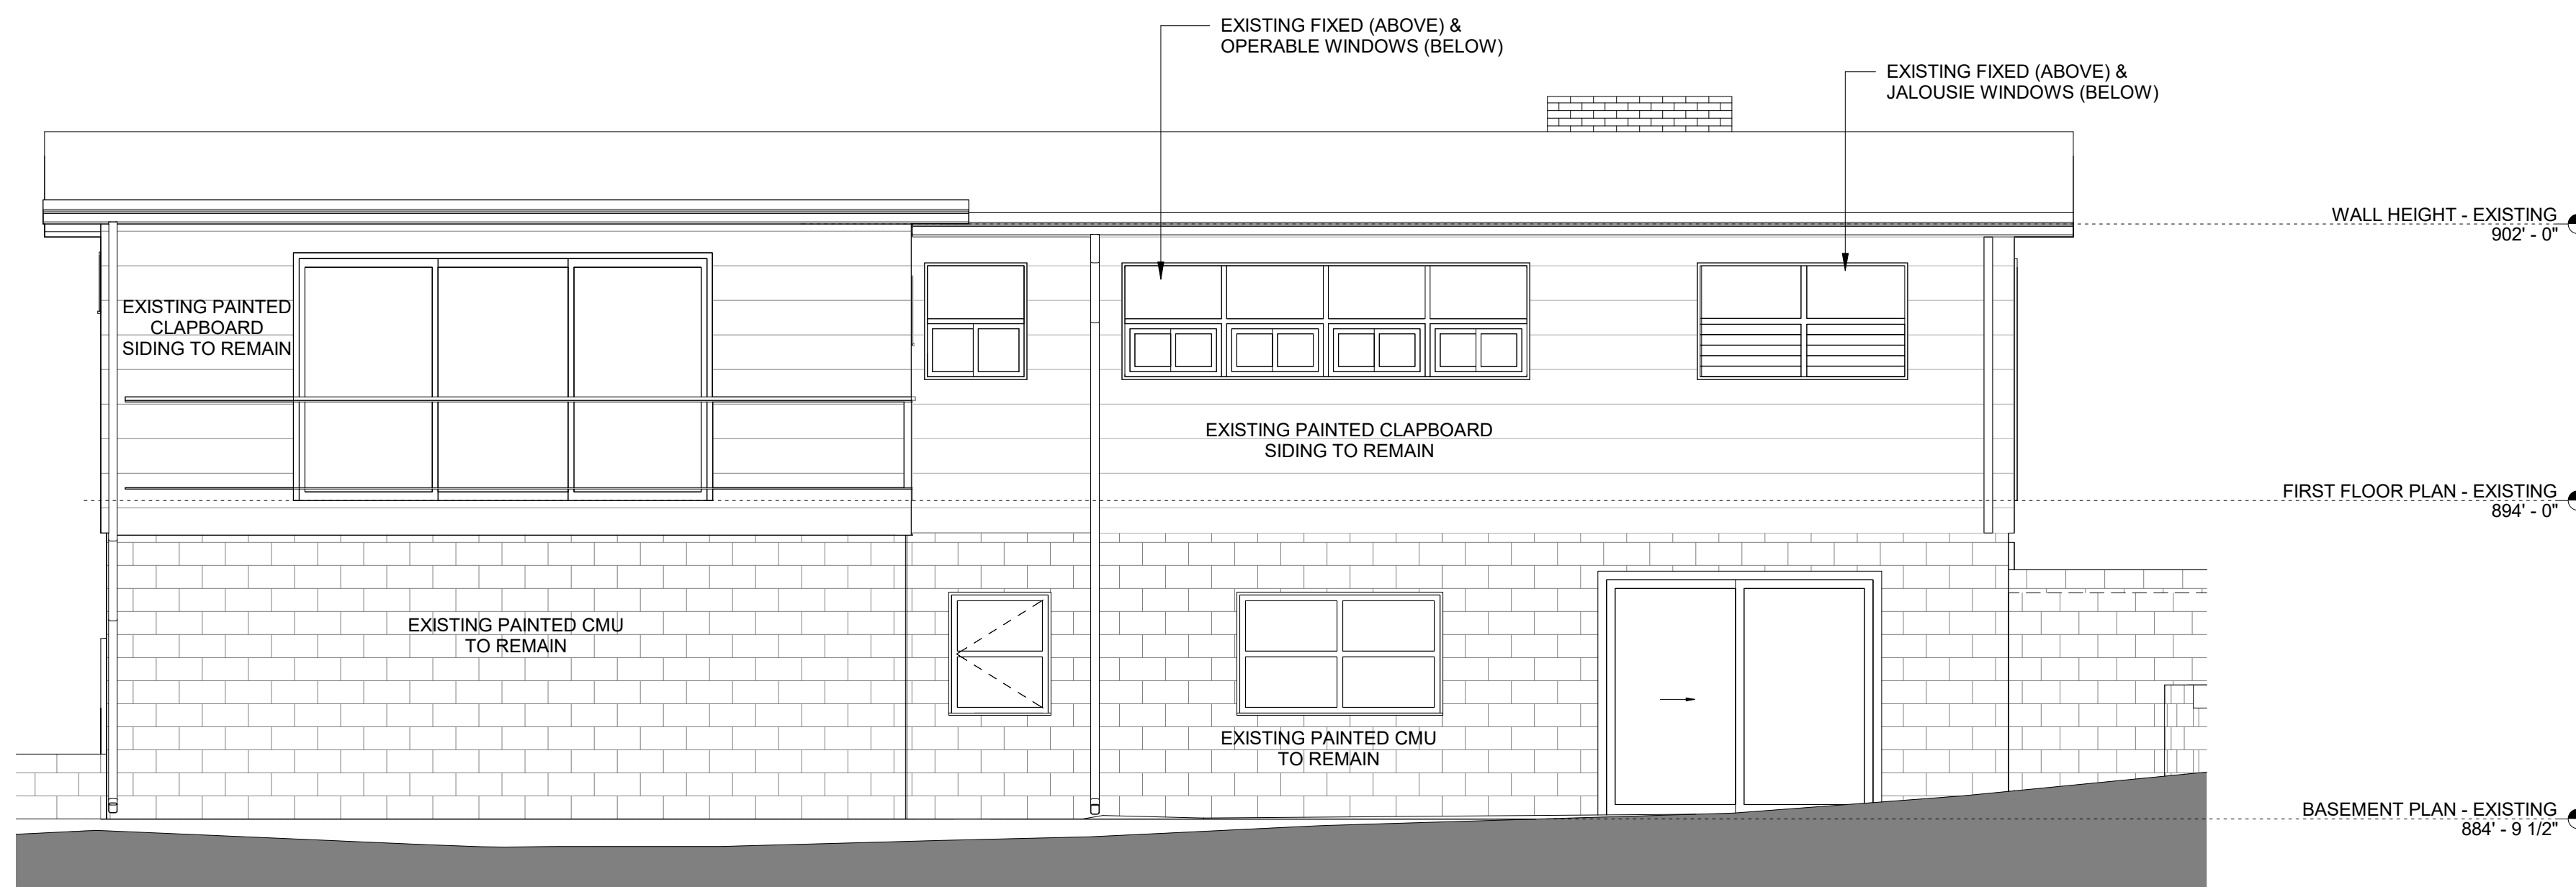 EXISTING FIXED (ABOVE) &
OPERABLE WINDOWS (BELOW)
EXISTING FIXED (ABOVE) &
JALOUSIE WINDOWS (BELOW)
WALL HEIGHT - EXISTING
902' - 0"
EXISTING PAINTED
CLAPBOARD
SIDING TO REMAIN
EXISTING PAINTED CLAPBOARD
SIDING TO REMAIN
FIRST FLOOR PLAN - EXISTING
894' - 0"
EXISTING PAINTED CMU
TO REMAIN
EXISTING PAINTED CMU
TO REMAIN
BASEMENT PLAN - EXISTING
884' - 9 1/2"